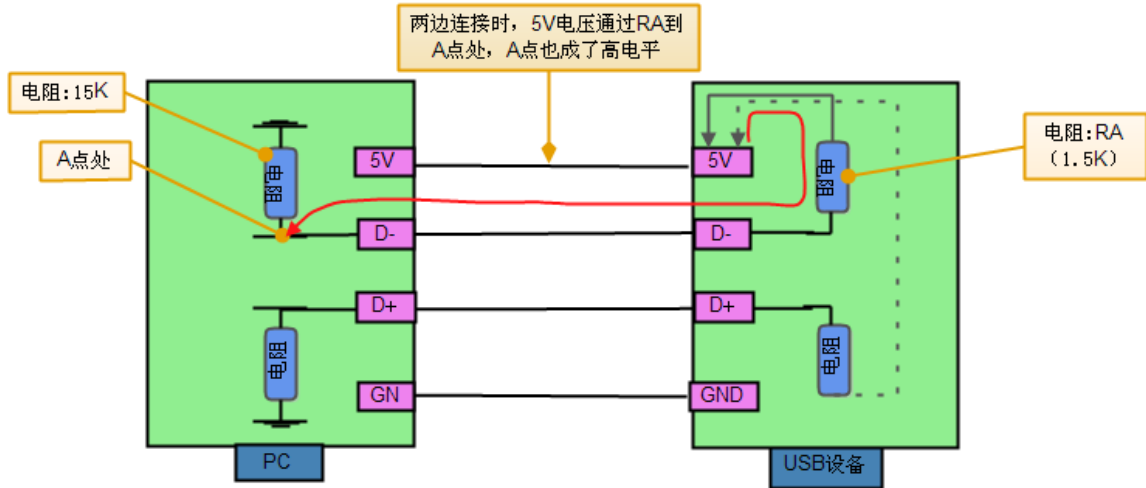 两边连接时，5V电压通过RA到
A点处，A点也成了高电平
电阻:15K
A点处
电阻
5V
D-
D+
GN
电阻
PC
5V
D-
D+
GND
电阻
电阻
USB设备
电阻:RA
（1.5K）